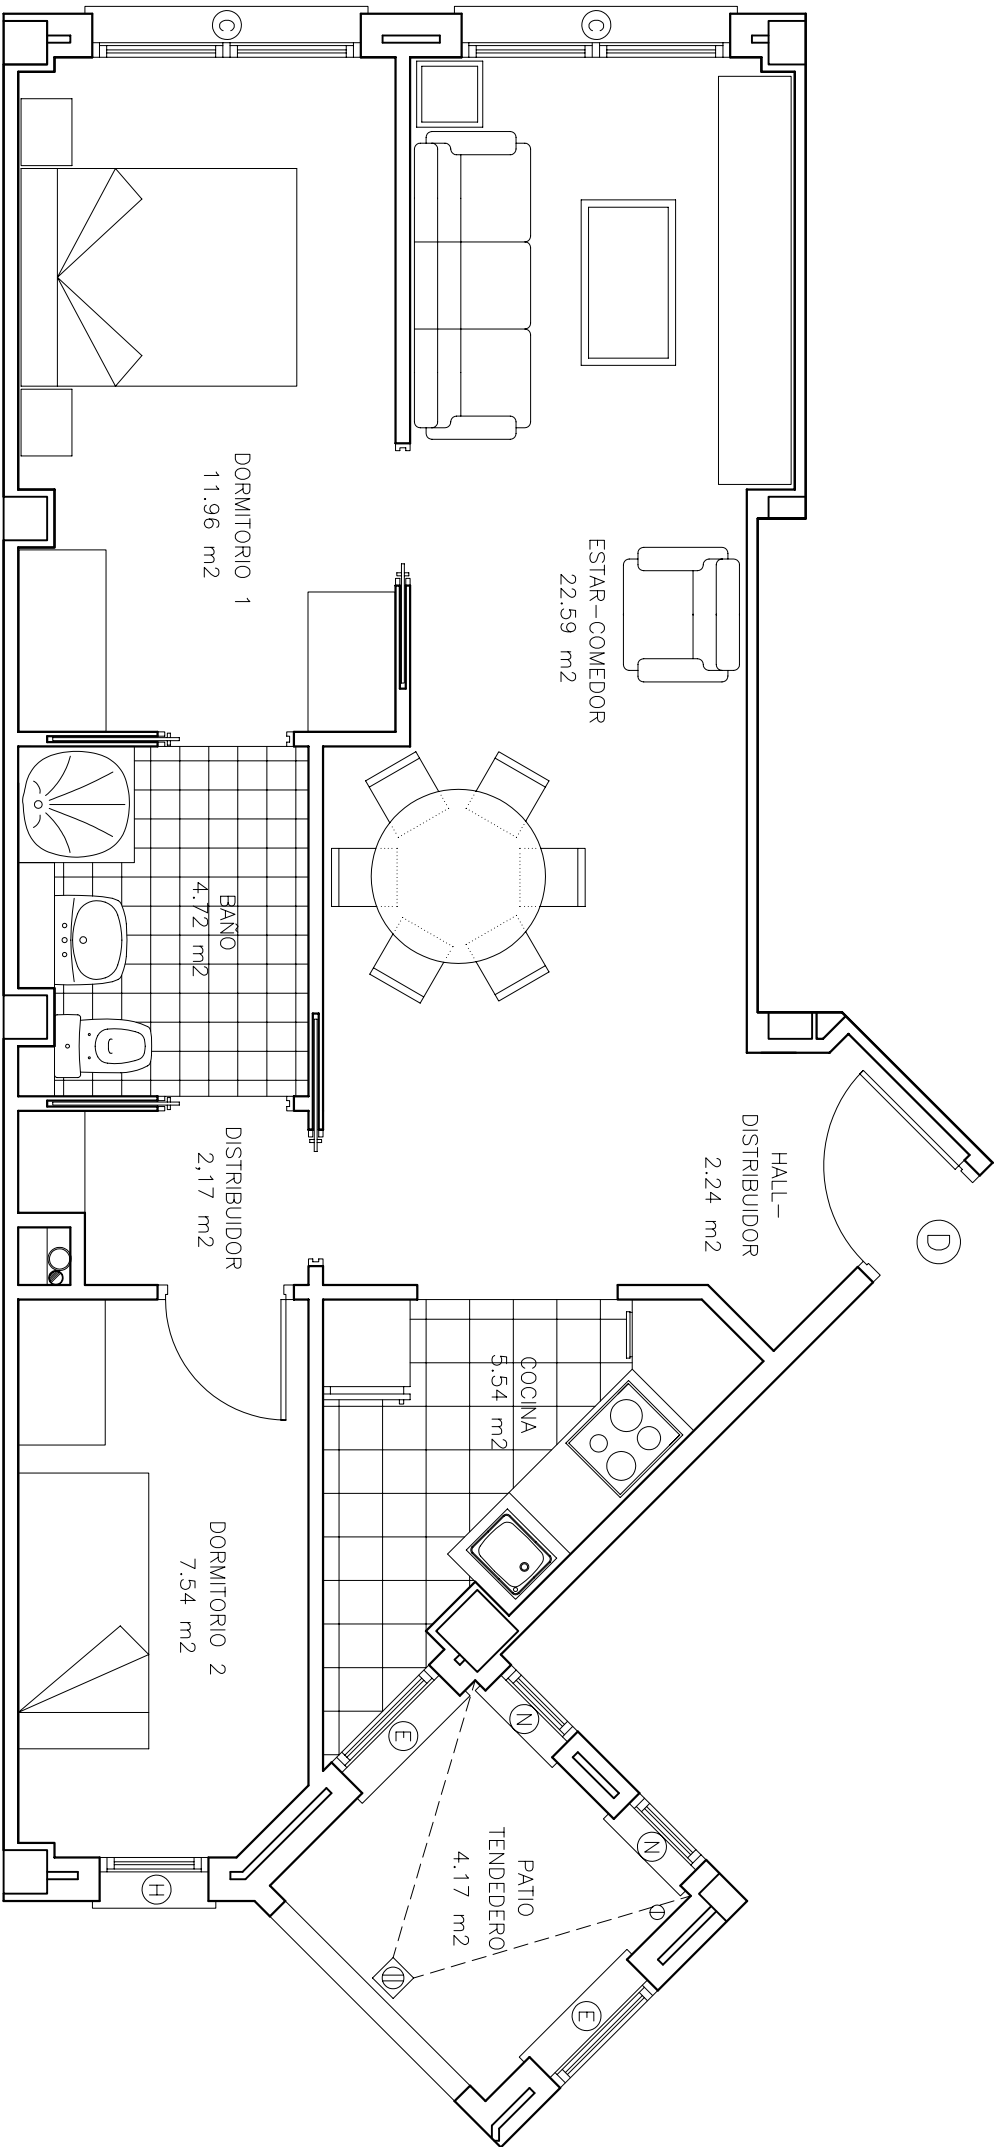 C
C
DORMITORIO 1
11.96 m2
ESTAR-COMEDOR
22.59 m2
BAÑO
4.72 m2
DISTRIBUIDOR
2,17 m2
HALL-
DISTRIBUIDOR
2.24 m2
D
COCINA
5.54 m2
DORMITORIO 2
7.54 m2
E
N
N
PATIO
TENDEDERO
4.17 m2
H
E